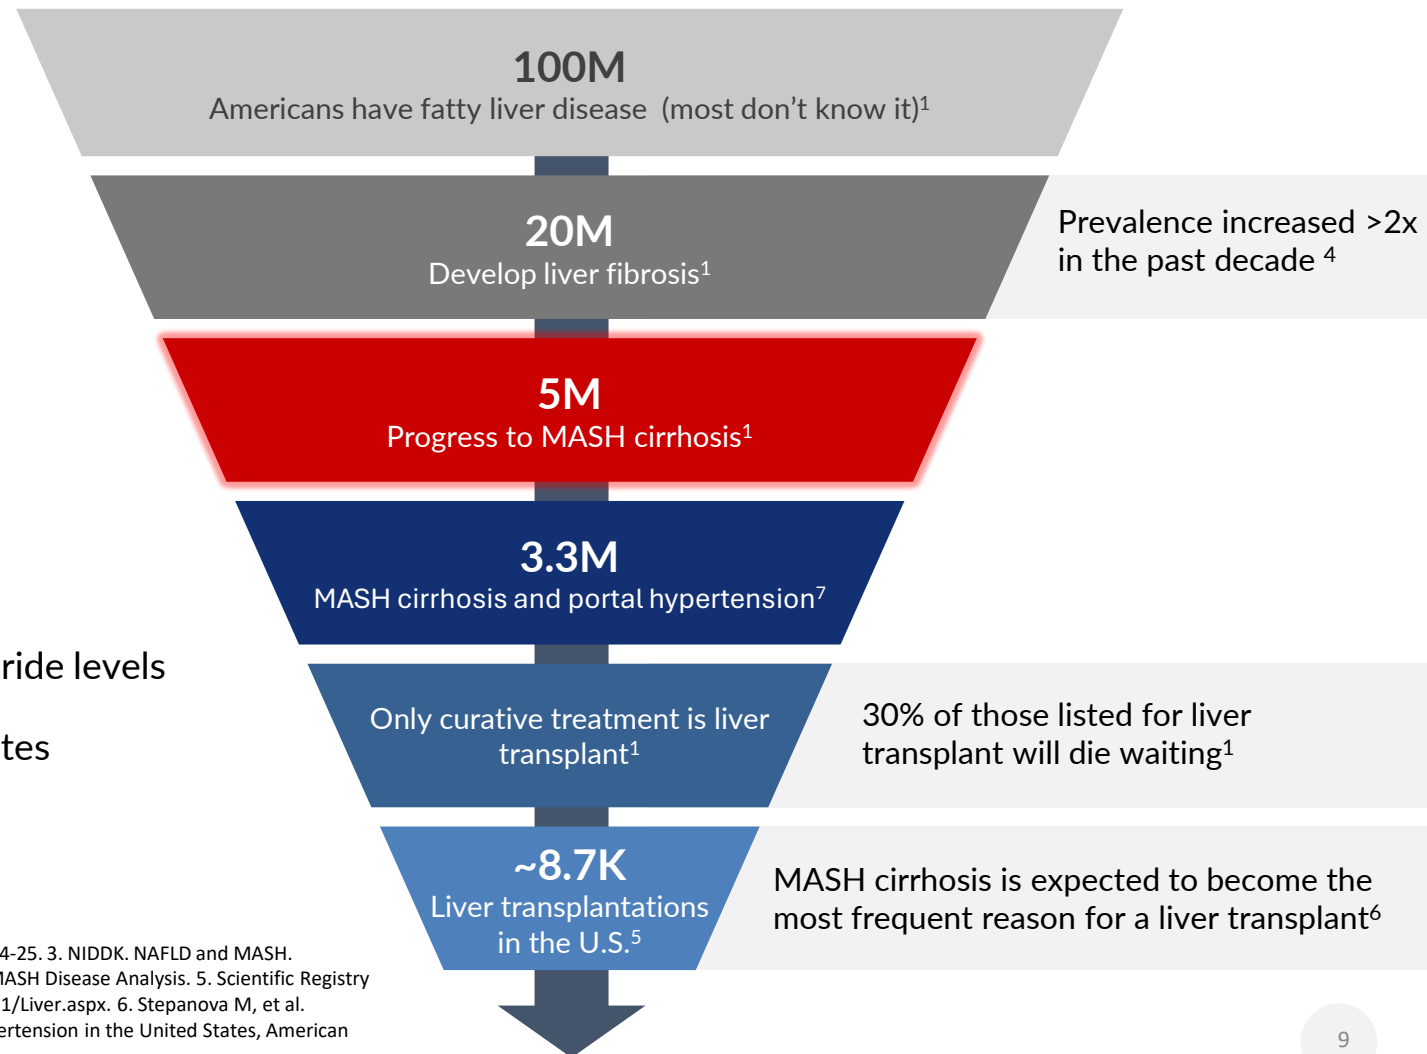 100M
Americans have fatty liver disease  (most don’t know it)1
20M
Develop liver fibrosis1
Prevalence increased >2x
in the past decade 4
5M
Progress to MASH cirrhosis1
3.3M
MASH cirrhosis and portal hypertension7
ride levels
tes
Only curative treatment is liver
transplant1
30% of those listed for liver
transplant will die waiting1
~8.7K
Liver transplantations
in the U.S.5
MASH cirrhosis is expected to become the
most frequent reason for a liver transplant6
4-25. 3. NIDDK. NAFLD and MASH.
MASH Disease Analysis. 5. Scientific Registry
1/Liver.aspx. 6. Stepanova M, et al.
ertension in the United States, American
9